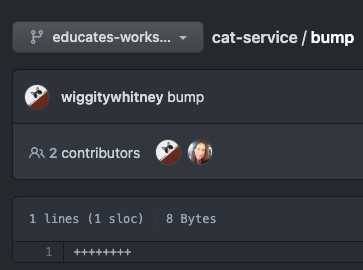 educates-works... cat-service / bump
wiggitywhitney bump
2 contributors
1 lines (1 sloc) 8 Bytes
1 ++++++++